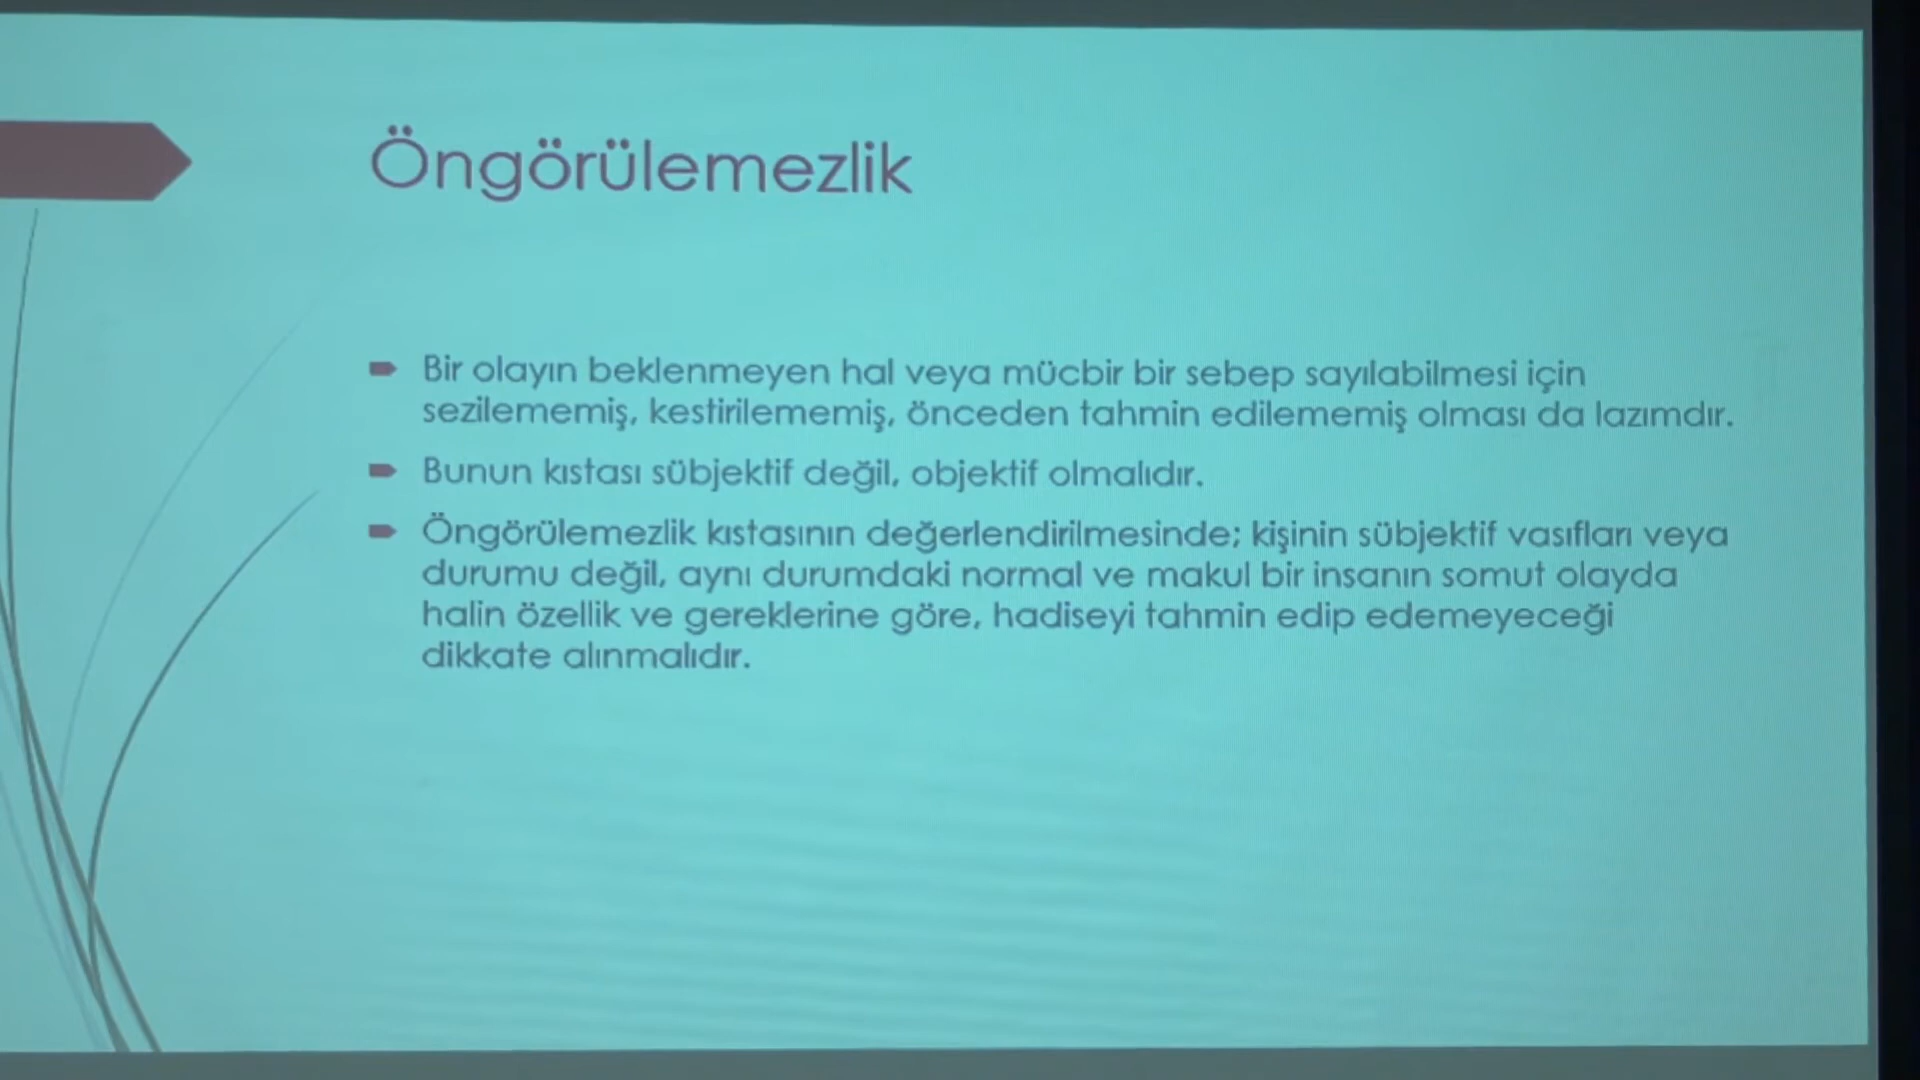 Öngörülemezlik
Bir olayın beklenmeyen hal veya mücbir bir sebep sayılabilmesi için
sezilememiş, kestirilememiş, önceden tahmin edilememiş olması da lazımdır.
Bunun kıstası sübjektif değil, objektif olmalıdır.
Öngörülemezlik kıstasının değerlendirilmesinde; kişinin sübjektif vasıfları veya
durumu değil, aynı durumdaki normal ve makul bir insanın somut olayda
halin özellik ve gereklerine göre, hadiseyi tahmin edip edemeyeceği
dikkate alınmalıdır.